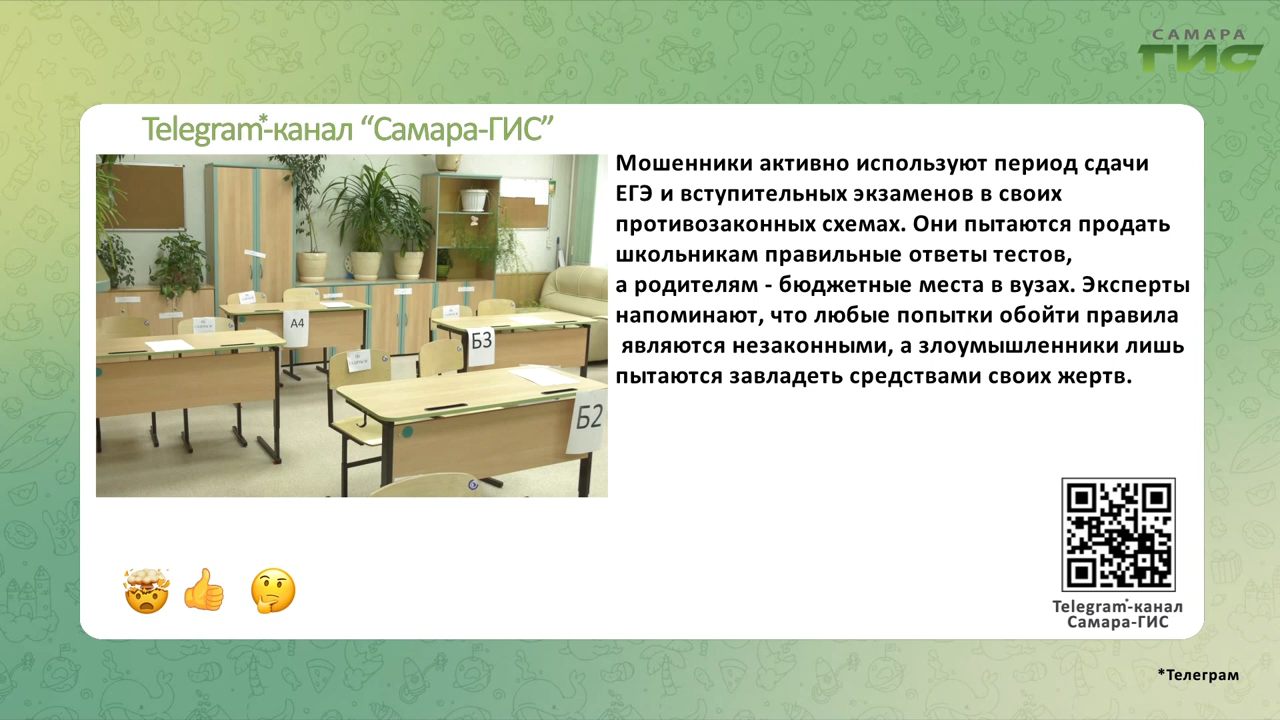 САМАРА
ГИС
Telegram*-канал “Самара-ГИС”
Мошенники активно используют период сдачи
ЕГЭ и вступительных экзаменов в своих
противозаконных схемах. Они пытаются продать
школьникам правильные ответы тестов,
а родителям - бюджетные места в вузах. Эксперты
напоминают, что любые попытки обойти правила
являются незаконными, а злоумышленники лишь
пытаются завладеть средствами своих жертв.
А4
Б3
Б2
Telegram*-канал
Самара-ГИС
*Телеграм